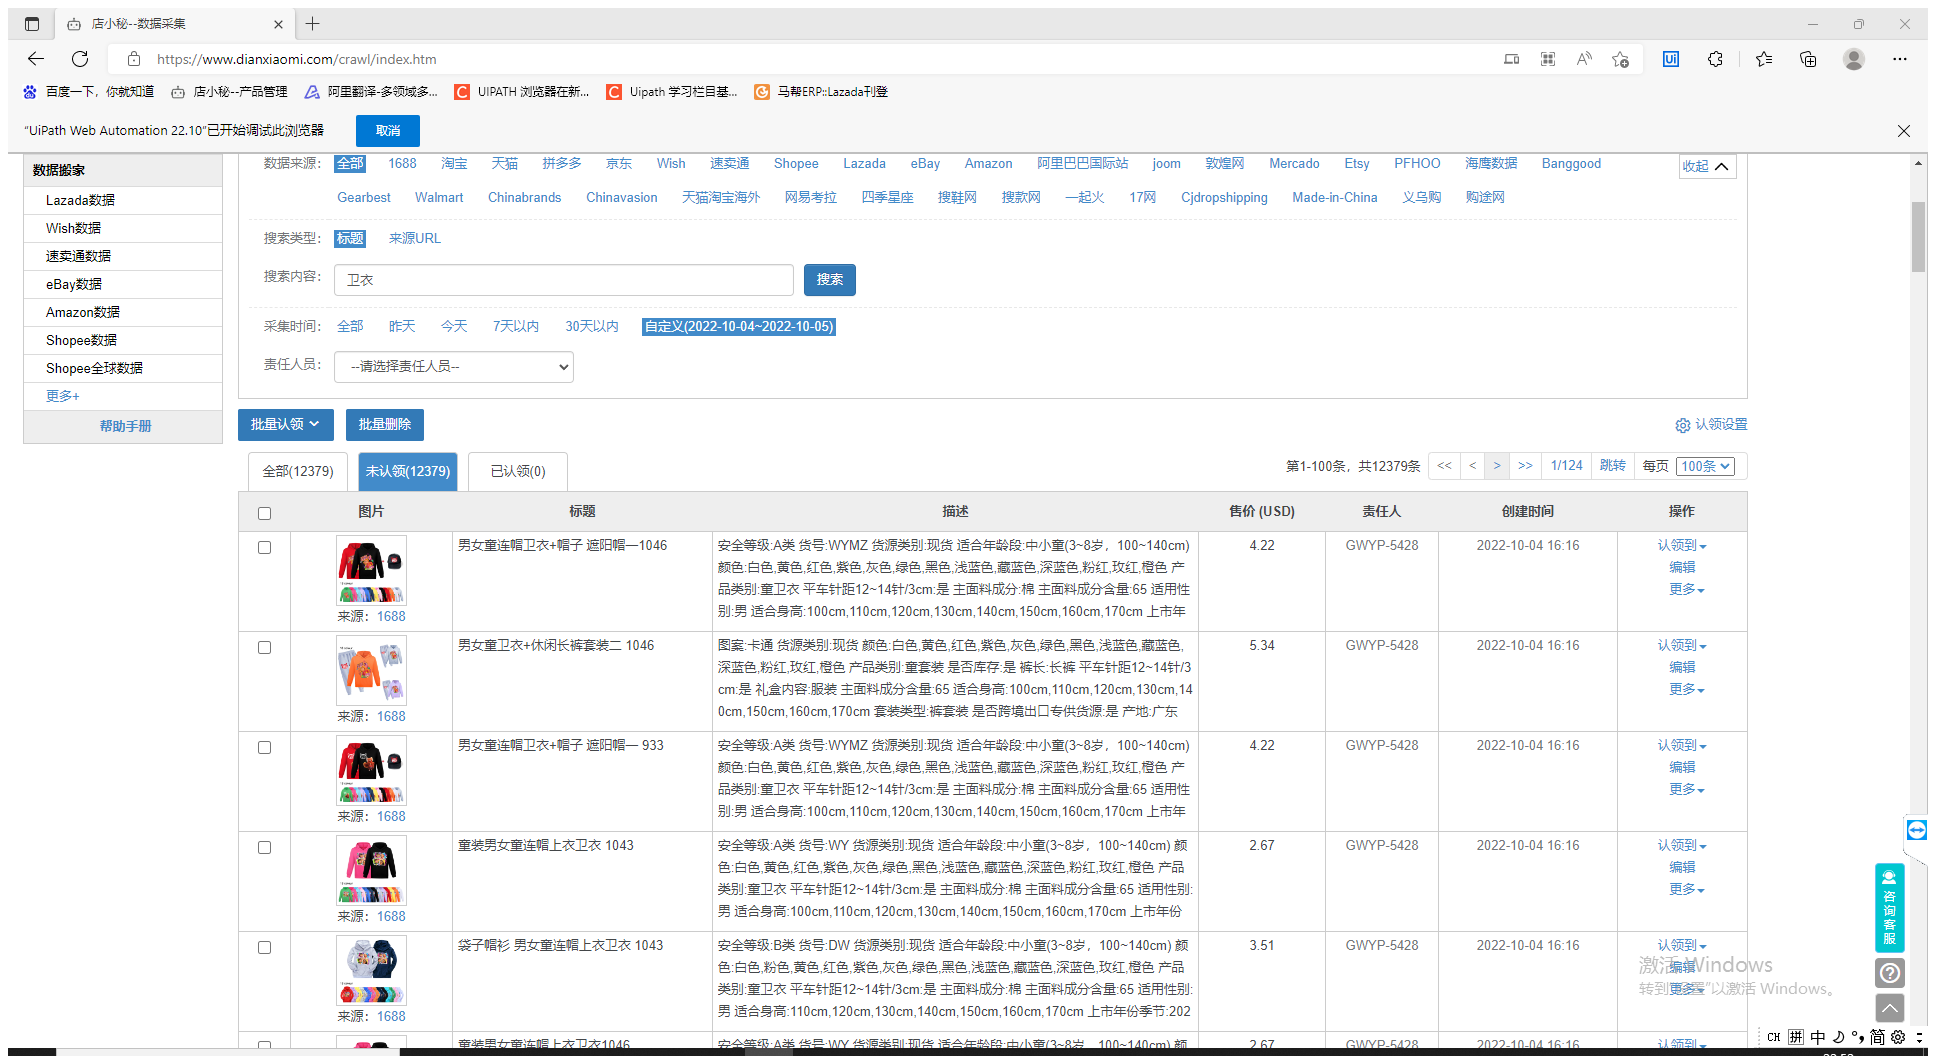 店小秘--数据采集
https://www.dianxiaomi.com/crawl/index.htm
百度一下，你就知道 店小秘--产品管理 阿里翻译-多领域多... UIPATH 浏览器在新... Uipath 学习栏目基... 马帮ERP::Lazada刊登
“UiPath Web Automation 22.10”已开始调试此浏览器 取消
数据搬家
Lazada数据
Wish数据
速卖通数据
eBay数据
Amazon数据
Shopee数据
Shopee全球数据
更多+
帮助手册
数据来源： 全部 1688 淘宝 天猫 拼多多 京东 Wish 速卖通 Shopee Lazada eBay Amazon 阿里巴巴国际站 joom 敦煌网 Mercado Etsy PFHOO 海鹰数据 Banggood 收起
Gearbest Walmart Chinabrands Chinavasion 天猫淘宝海外 网易考拉 四季星座 搜鞋网 搜款网 一起火 17网 Cjdropshipping Made-in-China 义乌购 购途网
搜索类型： 标题 来源URL
搜索内容： 卫衣 搜索
采集时间： 全部 昨天 今天 7天以内 30天以内 自定义(2022-10-04~2022-10-05)
责任人员： --请选择责任人员--
批量认领 批量删除 认领设置
全部(12379) 未认领(12379) 已认领(0) 第1-100条，共12379条 << < > >> 1/124 跳转 每页 100条
图片 标题 描述 售价 (USD) 责任人 创建时间 操作
男女童连帽卫衣+帽子 遮阳帽一1046 安全等级:A类 货号:WYMZ 货源类别:现货 适合年龄段:中小童(3~8岁，100~140cm) 4.22 GWYP-5428 2022-10-04 16:16 认领到
颜色:白色,黄色,红色,紫色,灰色,绿色,黑色,浅蓝色,藏蓝色,深蓝色,粉红,玫红,橙色 产 编辑
品类别:童卫衣 平车针距12~14针/3cm:是 主面料成分:棉 主面料成分含量:65 适用性 更多
别:男 适合身高:100cm,110cm,120cm,130cm,140cm,150cm,160cm,170cm 上市年
来源：1688
男女童卫衣+休闲长裤套装二 1046 图案:卡通 货源类别:现货 颜色:白色,黄色,红色,紫色,灰色,绿色,黑色,浅蓝色,藏蓝色, 5.34 GWYP-5428 2022-10-04 16:16 认领到
深蓝色,粉红,玫红,橙色 产品类别:童套装 是否库存:是 裤长:长裤 平车针距12~14针/3 编辑
cm:是 礼盒内容:服装 主面料成分含量:65 适合身高:100cm,110cm,120cm,130cm,14 更多
0cm,150cm,160cm,170cm 套装类型:裤套装 是否跨境出口专供货源:是 产地:广东
来源：1688
男女童连帽卫衣+帽子 遮阳帽一 933 安全等级:A类 货号:WYMZ 货源类别:现货 适合年龄段:中小童(3~8岁，100~140cm) 4.22 GWYP-5428 2022-10-04 16:16 认领到
颜色:白色,黄色,红色,紫色,灰色,绿色,黑色,浅蓝色,藏蓝色,深蓝色,粉红,玫红,橙色 产 编辑
品类别:童卫衣 平车针距12~14针/3cm:是 主面料成分:棉 主面料成分含量:65 适用性 更多
别:男 适合身高:100cm,110cm,120cm,130cm,140cm,150cm,160cm,170cm 上市年
来源：1688
童装男女童连帽上衣卫衣 1043 安全等级:A类 货号:WY 货源类别:现货 适合年龄段:中小童(3~8岁，100~140cm) 颜 2.67 GWYP-5428 2022-10-04 16:16 认领到
色:白色,黄色,红色,紫色,灰色,绿色,黑色,浅蓝色,藏蓝色,深蓝色,粉红,玫红,橙色 产品 编辑
类别:童卫衣 平车针距12~14针/3cm:是 主面料成分:棉 主面料成分含量:65 适用性别: 更多
男 适合身高:100cm,110cm,120cm,130cm,140cm,150cm,160cm,170cm 上市年份
来源：1688
袋子帽衫 男女童连帽上衣卫衣 1043 安全等级:B类 货号:DW 货源类别:现货 适合年龄段:中小童(3~8岁，100~140cm) 颜 3.51 GWYP-5428 2022-10-04 16:16 认领到
色:白色,粉色,黄色,红色,紫色,灰色,绿色,黑色,浅蓝色,藏蓝色,深蓝色,玫红,橙色 产品 编辑
类别:童卫衣 平车针距12~14针/3cm:是 主面料成分:棉 主面料成分含量:65 适用性别: 更多
男 适合身高:110cm,120cm,130cm,140cm,150cm,160cm,170cm 上市年份季节:202
来源：1688
童装男女童连帽上衣卫衣1046 安全等级:A类 货号:WY 货源类别:现货 适合年龄段:中小童(3~8岁，100~140cm) 颜 2.67 GWYP-5428 2022-10-04 16:16 认领到
咨询客服
激活 Windows
转到“设置”以激活 Windows。
CH 拼 中 简